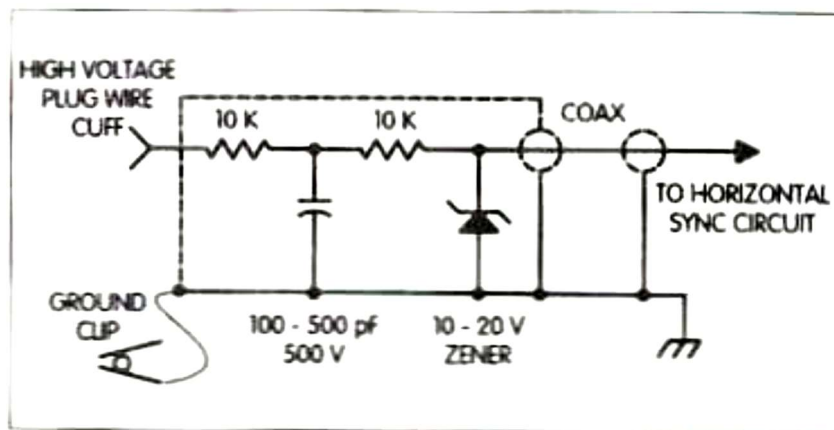 HIGH VOLTAGE
PLUG WIRE
CUFF
10 K
10 K
COAX
TO HORIZONTAL
SYNC CIRCUIT
GROUND
CLIP
100 - 500 pf
500 V
10 - 20 V
ZENER